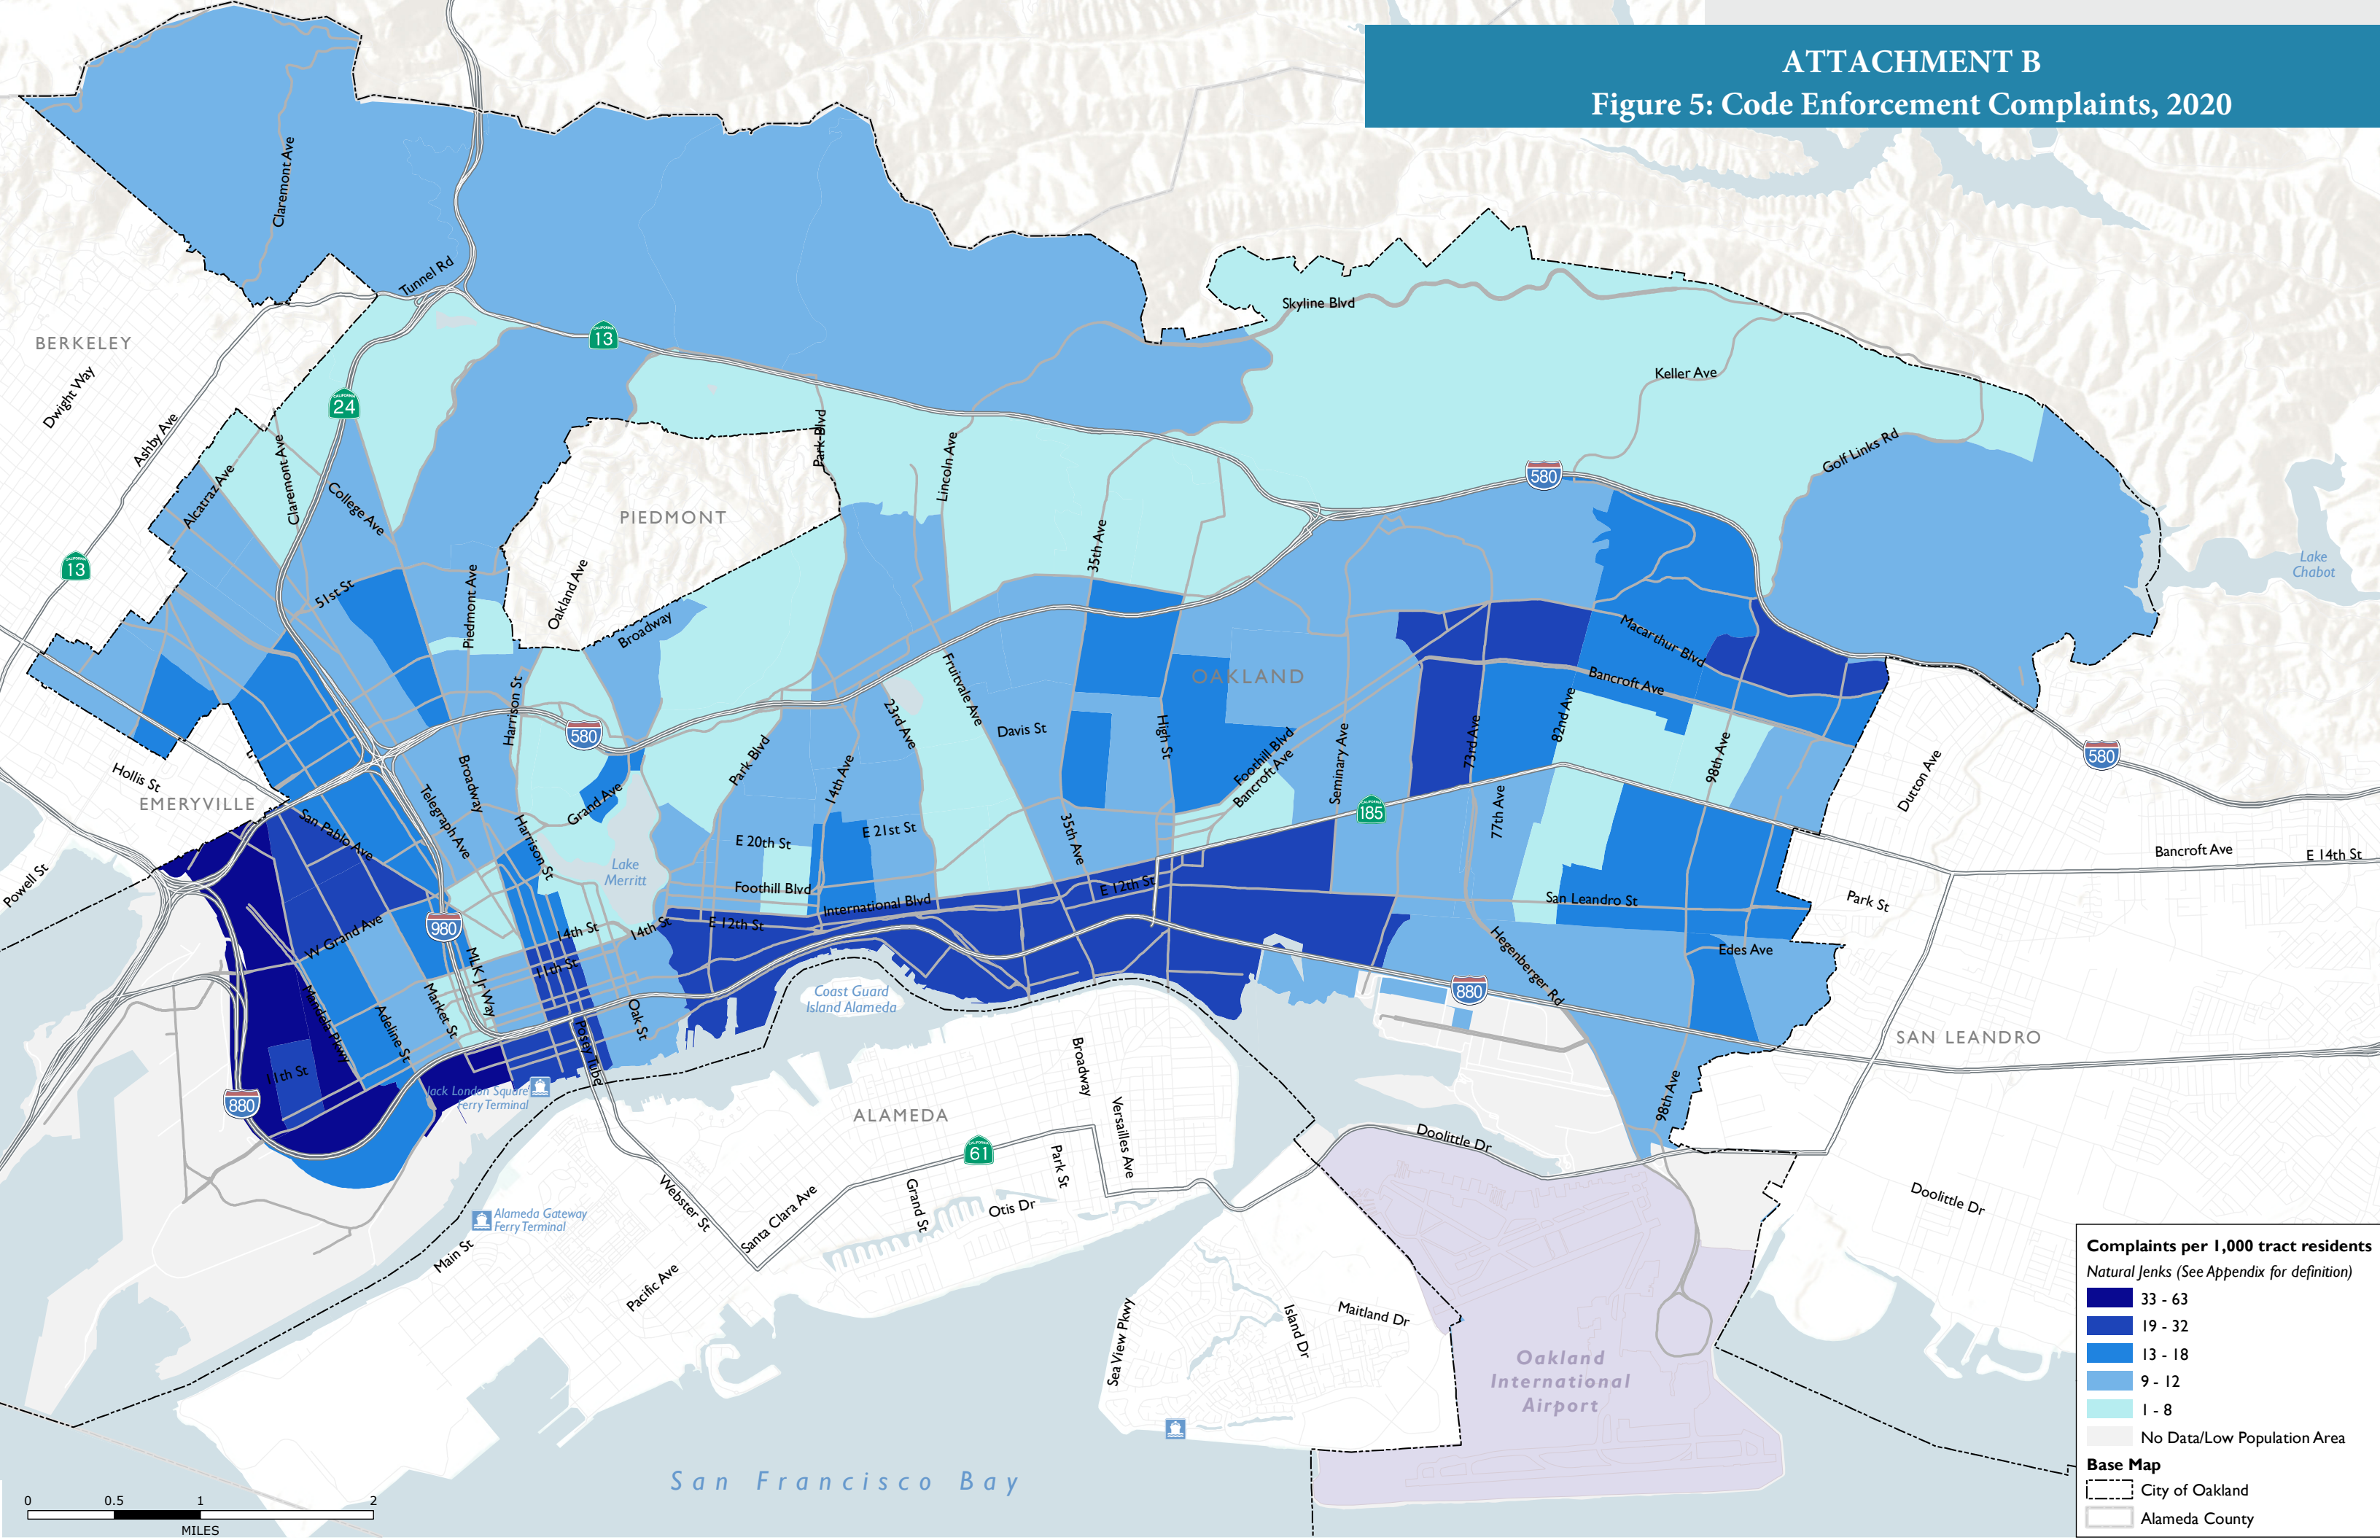 ATTACHMENT B
Figure 5: Code Enforcement Complaints, 2020
Claremont Ave
Tunnel Rd
BERKELEY
Dwight Way
Ashby Ave
13
24
13
Skyline Blvd
Keller Ave
Golf Links Rd
580
Lake
Chabot
Alcatraz Ave
Claremont Ave
College Ave
Park Blvd
Lincoln Ave
PIEDMONT
35th Ave
13
51st St
Piedmont Ave
Oakland Ave
Broadway
Macarthur Blvd
Bancroft Ave
OAKLAND
Fruitvale Ave
Harrison St
23rd Ave
Davis St
High St
580
Park Blvd
14th Ave
Foothill Blvd
Bancroft Ave
Seminary Ave
73rd Ave
82nd Ave
98th Ave
580
Dutton Ave
Hollis St
EMERYVILLE
San Pablo Ave
Telegraph Ave
Broadway
Harrison St
Grand Ave
E 20th St
E 21st St
35th Ave
185
77th Ave
Bancroft Ave
E 14th St
Powell St
Lake
Merritt
Foothill Blvd
International Blvd
E 12th St
E 12th St
San Leandro St
Park St
W Grand Ave
980
14th St
14th St
11th St
MLK Jr Way
Hegenberger Rd
Edes Ave
Mandela Pkwy
Adeline St
Market St
Oak St
Posey Tube
Coast Guard
Island Alameda
880
SAN LEANDRO
11th St
880
Jack London Square
Ferry Terminal
ALAMEDA
Broadway
Versailles Ave
98th Ave
61
Park St
Doolittle Dr
Webster St
Santa Clara Ave
Grand St
Otis Dr
Doolittle Dr
Alameda Gateway
Ferry Terminal
Main St
Pacific Ave
Sea View Pkwy
Island Dr
Maitland Dr
Oakland
International
Airport
San Francisco Bay
0 0.5 1 2
MILES
Complaints per 1,000 tract residents
Natural Jenks (See Appendix for definition)
33 - 63
19 - 32
13 - 18
9 - 12
1 - 8
No Data/Low Population Area
Base Map
City of Oakland
Alameda County